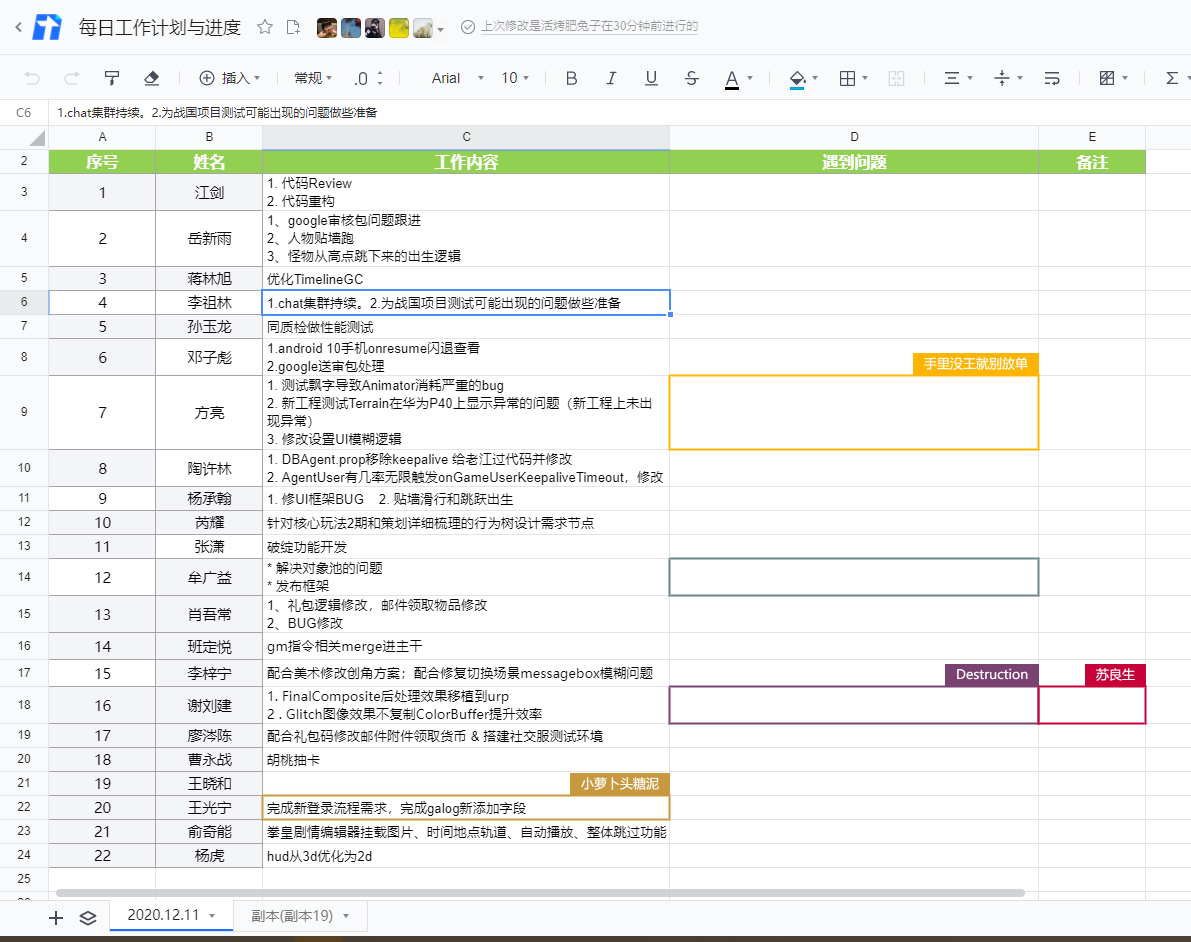 每日工作计划与进度
上次修改是活烤肥兔子在30分钟前进行的
插入 常规 .0 Arial 10 B I U S A Σ
C6 1.chat集群持续。2.为战国项目测试可能出现的问题做些准备
A B C D E
2 序号 姓名 工作内容 遇到问题 备注
3 1 江剑 1. 代码Review
2. 代码重构
4 2 岳新雨 1、google审核包问题跟进
2、人物贴墙跑
3、怪物从高点跳下来的出生逻辑
5 3 蒋林旭 优化TimelineGC
6 4 李祖林 1.chat集群持续。2.为战国项目测试可能出现的问题做些准备
7 5 孙玉龙 同质检做性能测试
8 6 邓子彪 1.android 10手机onresume闪退查看
2.google送审包处理
手里没王就别放单
9 7 方亮 1. 测试飘字导致Animator消耗严重的bug
2. 新工程测试Terrain在华为P40上显示异常的问题（新工程上未出
现异常）
3. 修改设置UI模糊逻辑
10 8 陶许林 1. DBAgent.prop移除keepalive 给老江过代码并修改
2. AgentUser有几率无限触发onGameUserKeepaliveTimeout，修改
11 9 杨承翰 1. 修UI框架BUG 2. 贴墙滑行和跳跃出生
12 10 芮耀 针对核心玩法2期和策划详细梳理的行为树设计需求节点
13 11 张潇 破绽功能开发
14 12 牟广益 * 解决对象池的问题
* 发布框架
15 13 肖吾常 1、礼包逻辑修改，邮件领取物品修改
2、BUG修改
16 14 班定悦 gm指令相关merge进主干
17 15 李梓宁 配合美术修改创角方案；配合修复切换场景messagebox模糊问题 Destruction 苏良生
18 16 谢刘建 1. FinalComposite后处理效果移植到urp
2 . Glitch图像效果不复制ColorBuffer提升效率
19 17 廖涔陈 配合礼包码修改邮件附件领取货币 & 搭建社交服测试环境
20 18 曹永战 胡桃抽卡
21 19 王晓和 小萝卜头糖泥
22 20 王光宁 完成新登录流程需求，完成galog新添加字段
23 21 俞奇能 拳皇剧情编辑器挂载图片、时间地点轨道、自动播放、整体跳过功能
24 22 杨虎 hud从3d优化为2d
25
2020.12.11 副本(副本19)